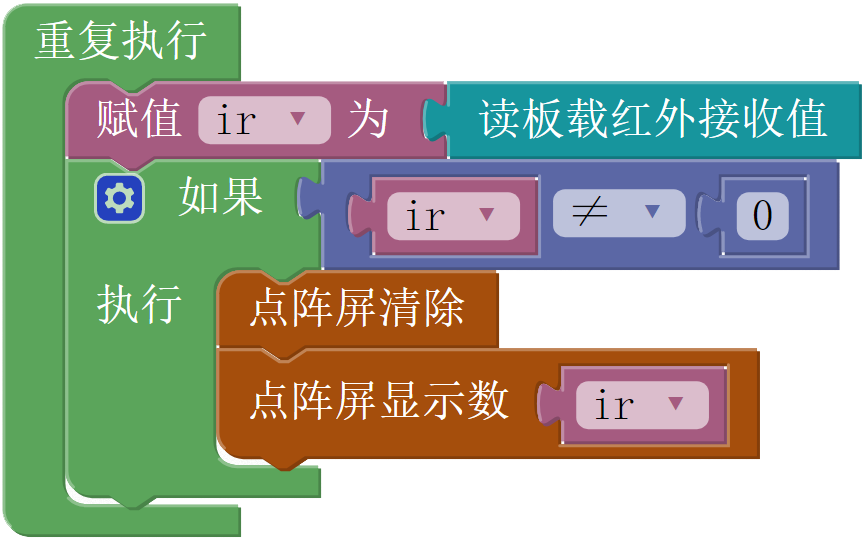 重复执行
赋值 ir 为 读板载红外接收值
如果 ir ≠ 0
执行 点阵屏清除
点阵屏显示数 ir